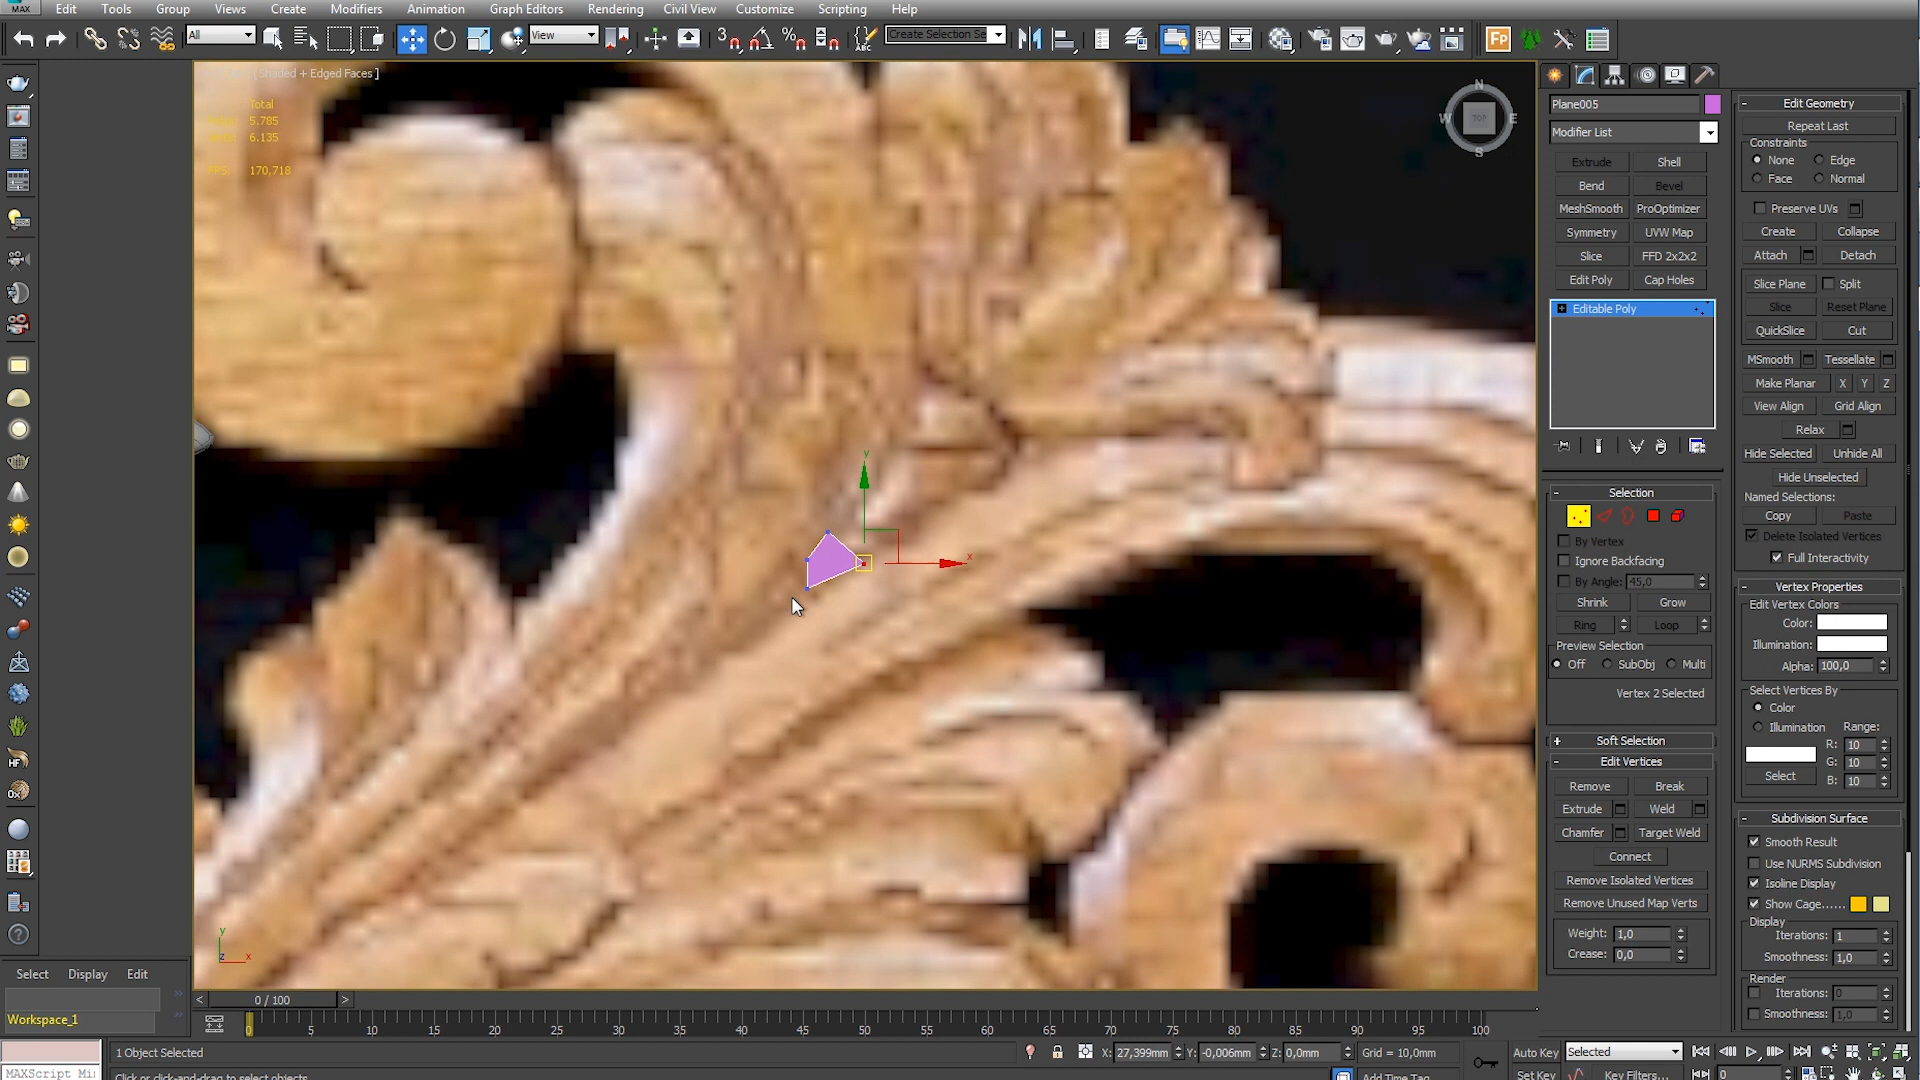 MAX Edit Tools Group Views Create Modifiers Animation Graph Editors Rendering Civil View Customize Scripting Help
All View 3 ABC Create Selection Se Fp
Shaded + Edged Faces ]
Total
5.785
6.135
FPS: 170,718
N
W TOP E
S
y
x
y
z x
Plane005
Modifier List
Extrude Shell
Bend Bevel
MeshSmooth ProOptimizer
Symmetry UVW Map
Slice FFD 2x2x2
Edit Poly Cap Holes
Editable Poly
Selection
By Vertex
Ignore Backfacing
By Angle: 45,0
Shrink Grow
Ring Loop
Preview Selection
Off SubObj Multi
Vertex 2 Selected
+ Soft Selection
- Edit Vertices
Remove Break
Extrude Weld
Chamfer Target Weld
Connect
Remove Isolated Vertices
Remove Unused Map Verts
Weight: 1,0
Crease: 0,0
- Edit Geometry
Repeat Last
Constraints
None Edge
Face Normal
Preserve UVs
Create Collapse
Attach Detach
Slice Plane Split
Slice Reset Plane
QuickSlice Cut
MSmooth Tessellate
Make Planar X Y Z
View Align Grid Align
Relax
Hide Selected Unhide All
Hide Unselected
Named Selections:
Copy Paste
Delete Isolated Vertices
Full Interactivity
- Vertex Properties
Edit Vertex Colors
Color:
Illumination:
Alpha: 100,0
Select Vertices By
Color
Illumination Range:
R: 10
G: 10
Select B: 10
- Subdivision Surface
Smooth Result
Use NURMS Subdivision
Isoline Display
Show Cage......
Display
Iterations: 1
Smoothness: 1,0
Render
Iterations: 0
Smoothness: 1,0
HF
Ox
Select Display Edit
Workspace_1
< 0 / 100 >
0 5 10 15 20 25 30 35 40 45 50 55 60 65 70 75 80 85 90 95 100
1 Object Selected X: 27,399mm Y: -0,006mm Z: 0,0mm Grid = 10,0mm Auto Key Selected
MAXScript Mi Click or click-and-drag to select objects Add Time Tag Set Key Key Filters... 0